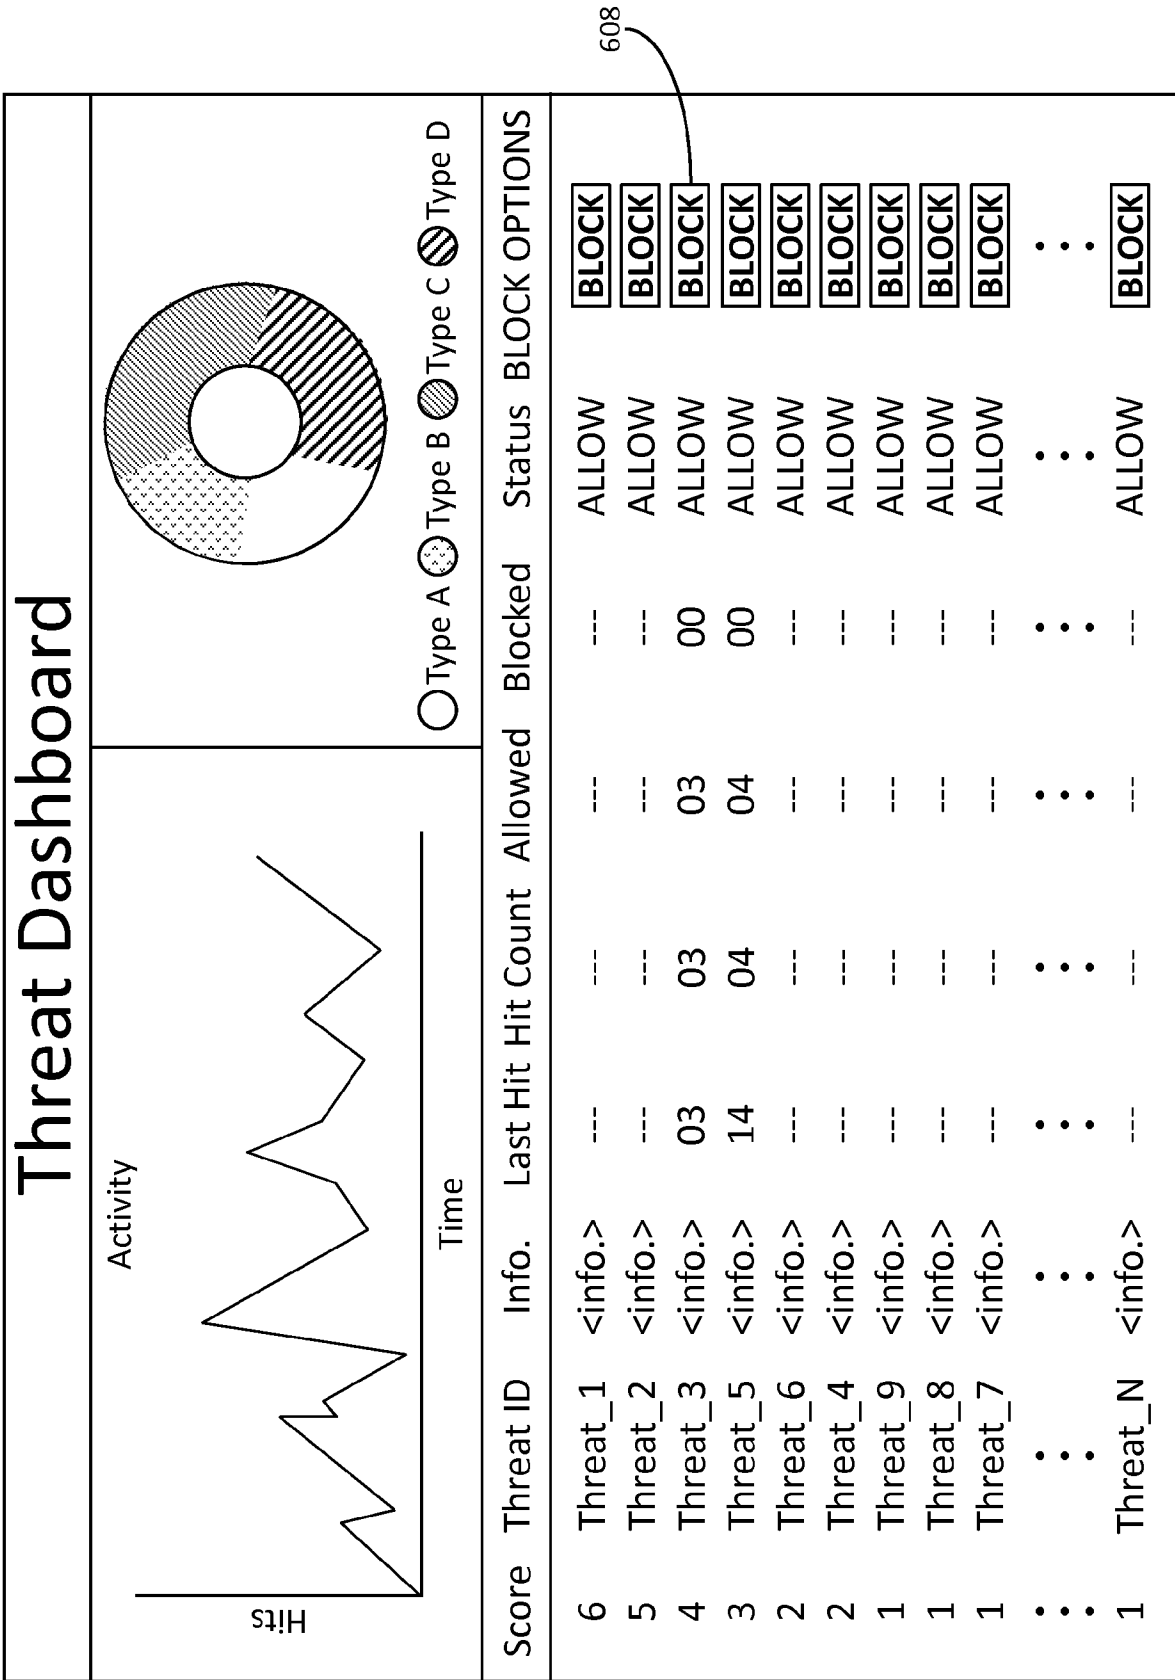 Threat Dashboard
Activity
Hits
Time
Type A Type B Type C Type D
Score Threat ID Info. Last Hit Hit Count Allowed Blocked Status BLOCK OPTIONS
6 Threat_1 <info.> --- --- --- --- ALLOW BLOCK
5 Threat_2 <info.> --- --- --- --- ALLOW BLOCK
4 Threat_3 <info.> 03 03 03 00 ALLOW BLOCK
3 Threat_5 <info.> 14 04 04 00 ALLOW BLOCK
2 Threat_6 <info.> --- --- --- --- ALLOW BLOCK
2 Threat_4 <info.> --- --- --- --- ALLOW BLOCK
1 Threat_9 <info.> --- --- --- --- ALLOW BLOCK
1 Threat_8 <info.> --- --- --- --- ALLOW BLOCK
1 Threat_7 <info.> --- --- --- --- ALLOW BLOCK
• • • • • • • • • • • • • • • • • • • • • • • • • • •
1 Threat_N <info.> --- --- --- --- ALLOW BLOCK
608